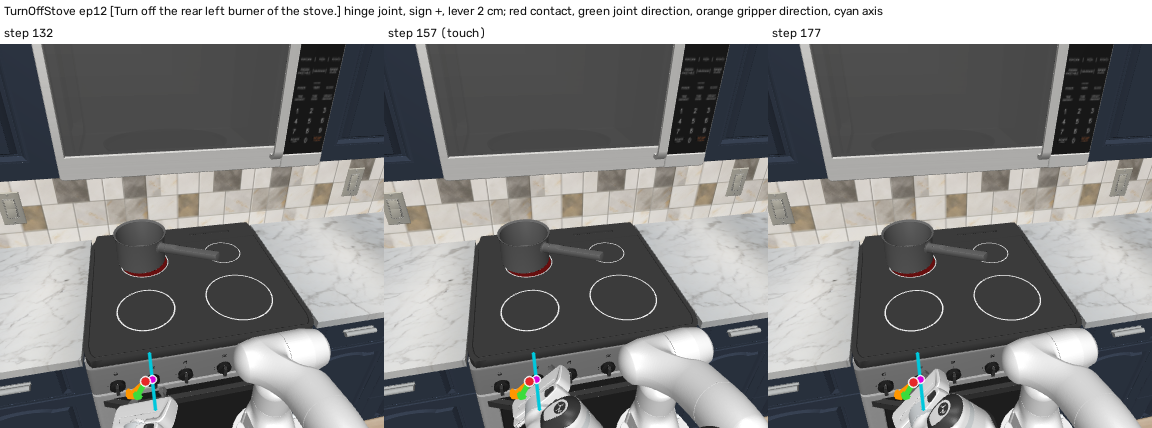 TurnOffStove ep12 [Turn off the rear left burner of the stove.] hinge joint, sign +, lever 2 cm; red contact, green joint direction, orange gripper direction, cyan axis
step 132
step 157 (touch)
step 177